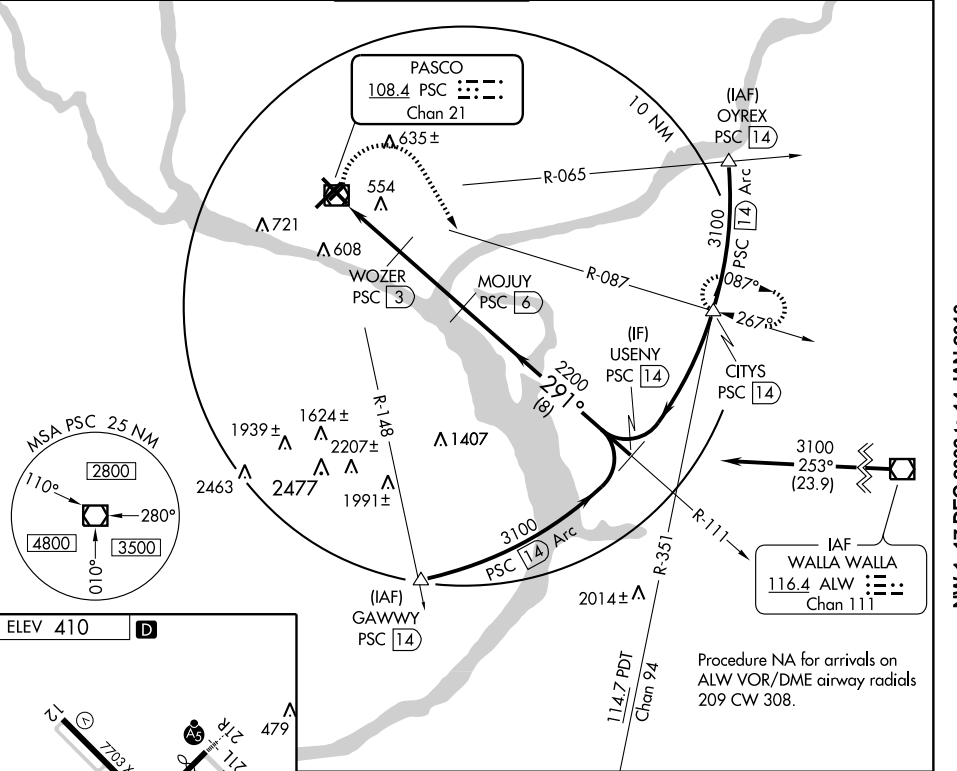 PASCO
108.4 PSC
Chan 21
10 NM
(IAF)
OYREX
PSC 14
635±
R-065
554
721
608
3100
PSC 14 Arc
WOZER
PSC 3
MOJUY
PSC 6
R-087
087°
267°
(IF)
USENY
PSC 14
CITYS
PSC 14
2200
291°
(8)
R-148
1624±
1939±
2207±
1407
2463
2477
1991±
MSA PSC 25 NM
2800
110°
280°
4800
3500
010°
3100
253°
(23.9)
R-111
3100
PSC 14 Arc
R-351
IAF
WALLA WALLA
116.4 ALW
Chan 111
(IAF)
GAWWY
PSC 14
2014±
114.7 PDT
Chan 94
Procedure NA for arrivals on
ALW VOR/DME airway radials
209 CW 308.
ELEV 410
D
12
V
7703 X
A5
21R
21L
479